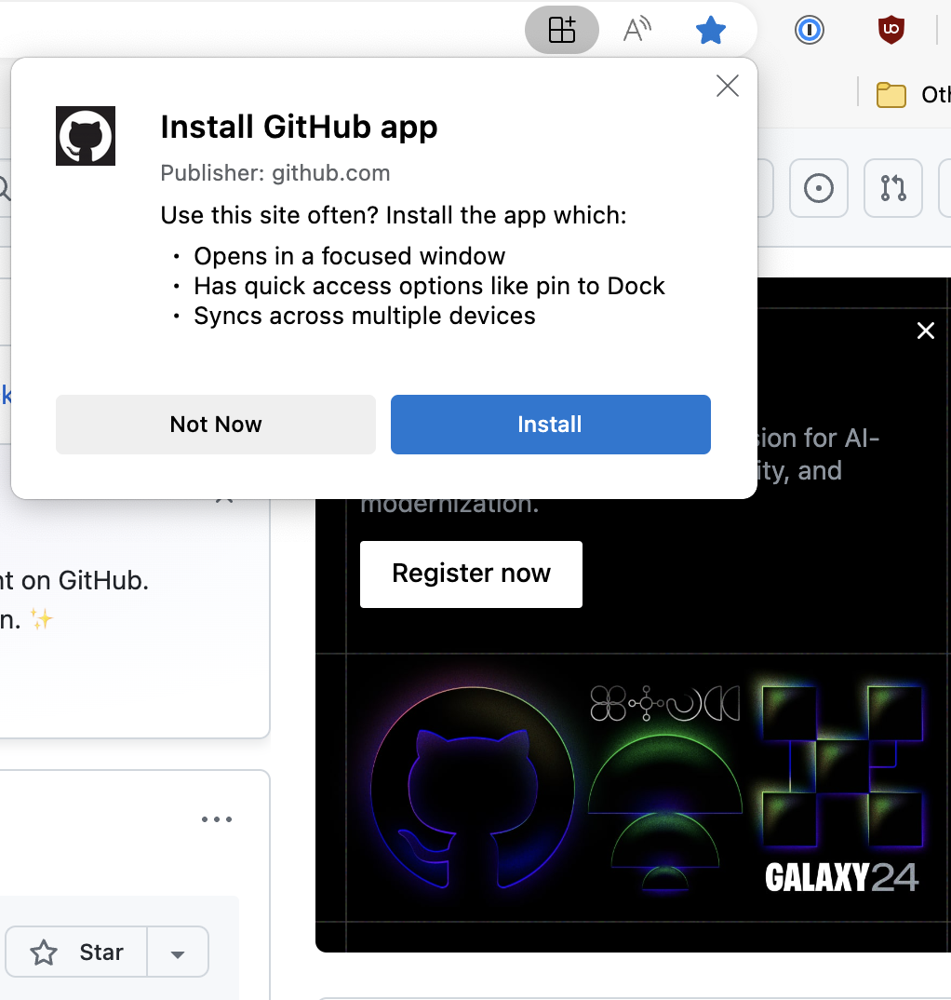 Oth
Install GitHub app
Publisher: github.com
Use this site often? Install the app which:
• Opens in a focused window
• Has quick access options like pin to Dock
• Syncs across multiple devices
Not Now
Install
sion for AI-
ity, and
modernization.
Register now
nt on GitHub.
n. ✨
GALAXY24
Star